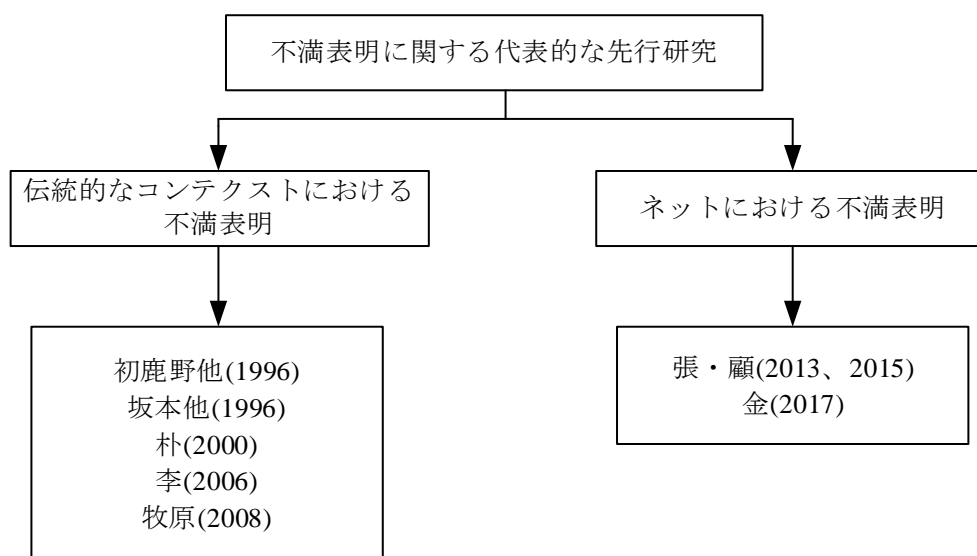 不満表明に関する代表的な先行研究
伝統的なコンテクストにおける
不満表明
ネットにおける不満表明
初鹿野他(1996)
坂本他(1996)
朴(2000)
李(2006)
牧原(2008)
張・顧(2013、2015)
金(2017)